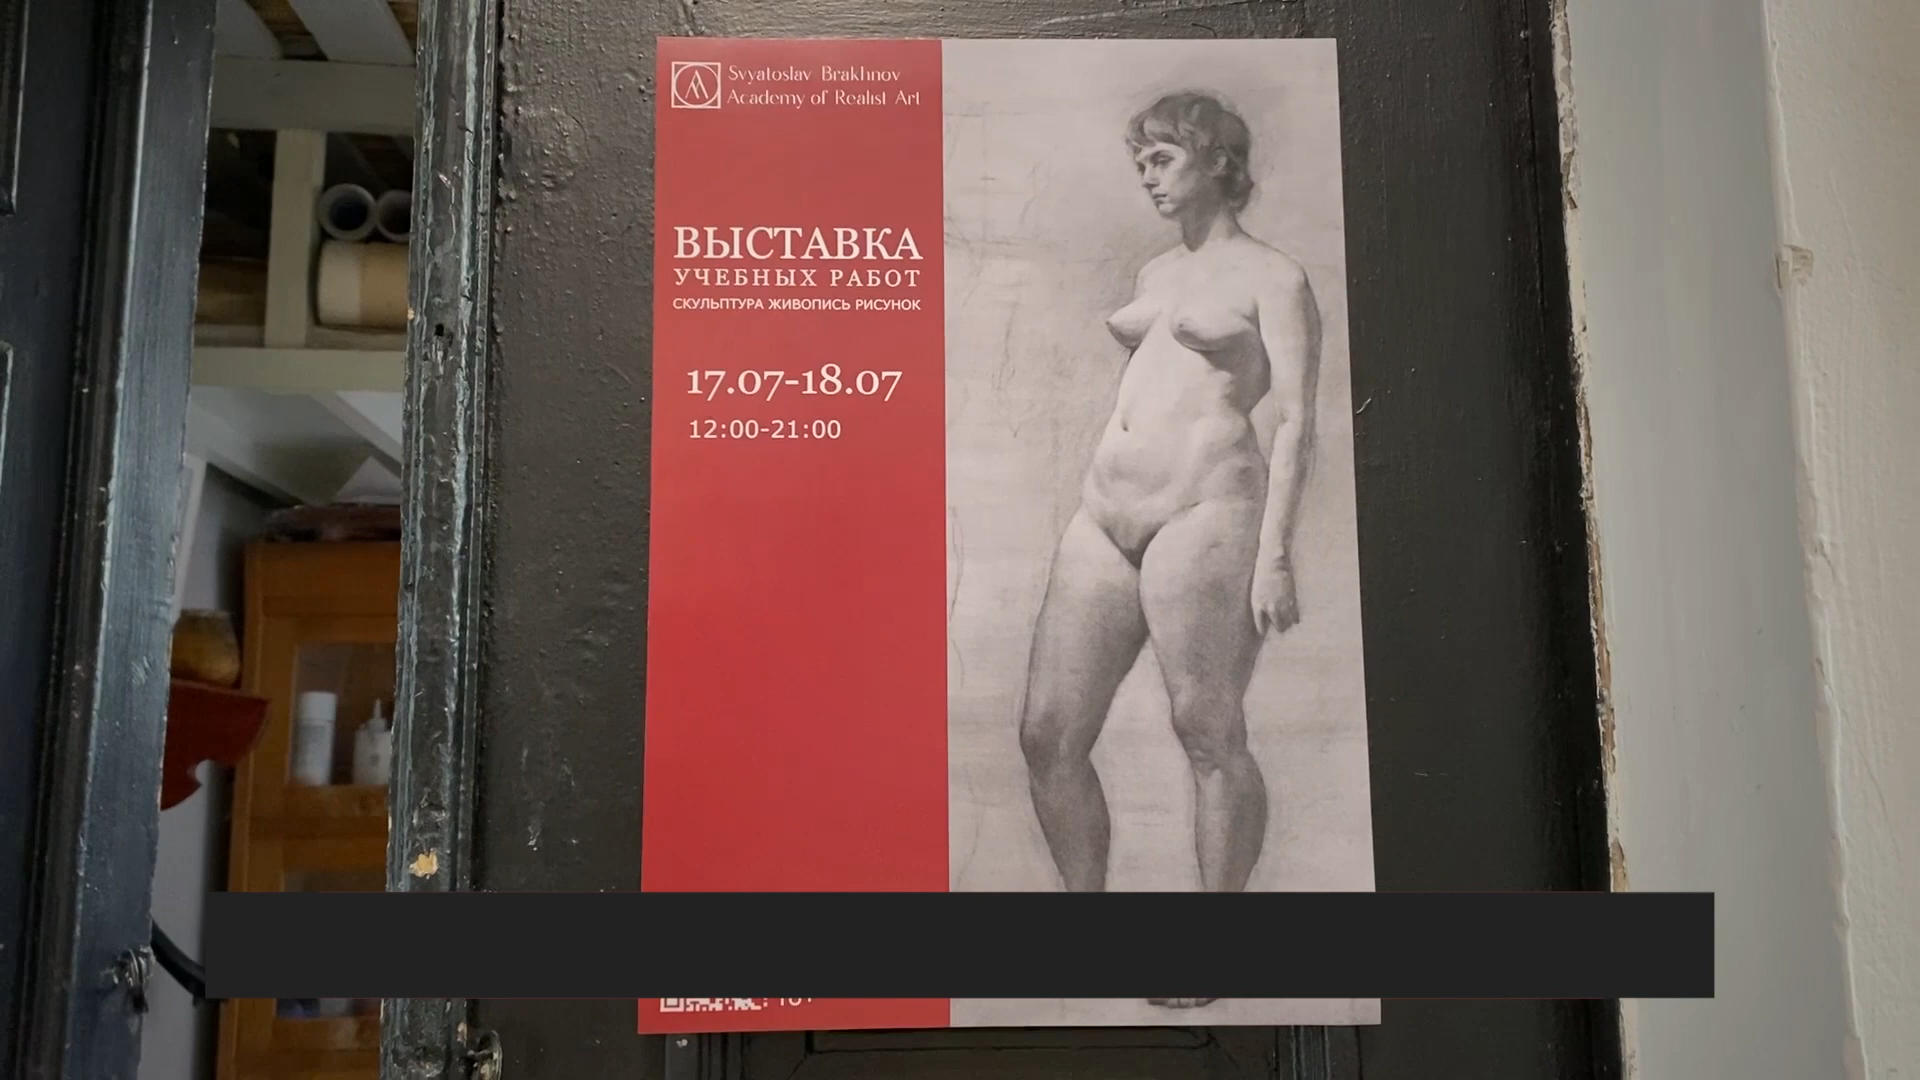 Svyatoslav Brakhnov
Academy of Realist Art
ВЫСТАВКА
УЧЕБНЫХ РАБОТ
СКУЛЬПТУРА ЖИВОПИСЬ РИСУНОК
17.07-18.07
12:00-21:00